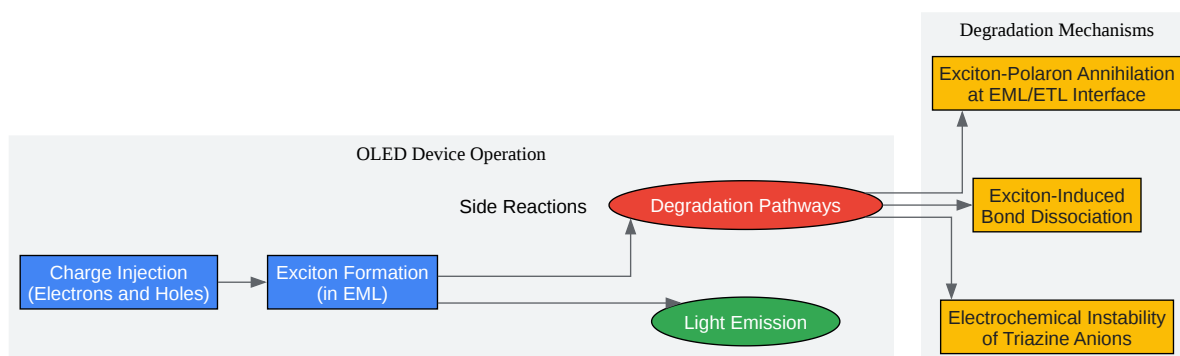 Degradation Mechanisms
Exciton-Polaron Annihilation
at EML/ETL Interface
OLED Device Operation
Side Reactions
Degradation Pathways
Exciton-Induced
Bond Dissociation
Charge Injection
(Electrons and Holes)
Exciton Formation
(in EML)
Light Emission
Electrochemical Instability
of Triazine Anions